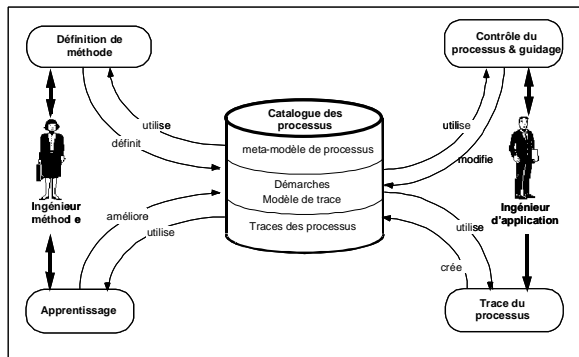 Définition de
méthode
Contrôle du
processus & guidage
Catalogue des
processus
utilise
définit
meta-modèle de processus
utilise
modifie
Démarches
Modèle de trace
Ingénieur
méthod e
Ingénieur
d'application
améliore
utilise
Traces des processus
utilise
crée
Apprentissage
Trace du
processus